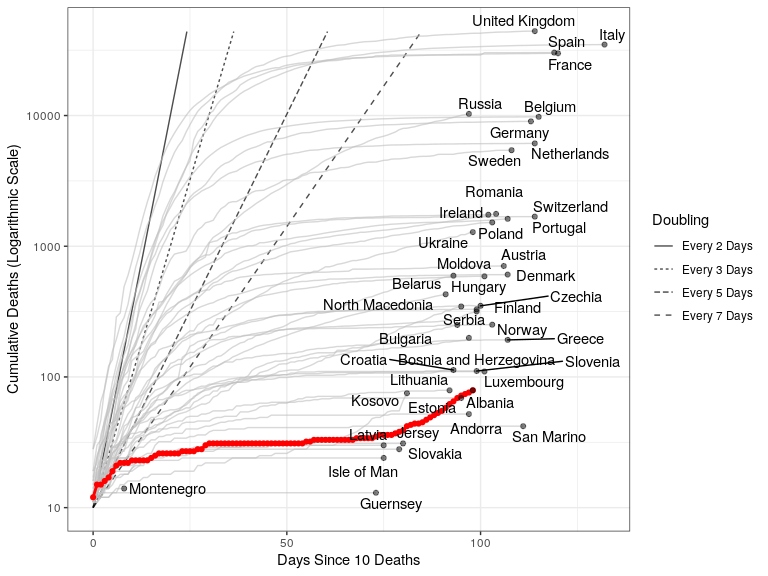 United Kingdom
Italy
Spain
France
Russia
Belgium
10000
Germany
Netherlands
Sweden
Romania
Switzerland
Ireland
Portugal
Poland
Ukraine
1000
Austria
Moldova
Denmark
Belarus
Hungary
Czechia
North Macedonia
Finland
Serbia
Norway
Bulgaria
Greece
Croatia
Bosnia and Herzegovina
Slovenia
100
Lithuania
Luxembourg
Kosovo
Estonia
Albania
Andorra
San Marino
Latvia
Jersey
Slovakia
Isle of Man
Montenegro
Guernsey
10
0
50
100
Days Since 10 Deaths
Cumulative Deaths (Logarithmic Scale)
Doubling
Every 2 Days
Every 3 Days
Every 5 Days
Every 7 Days